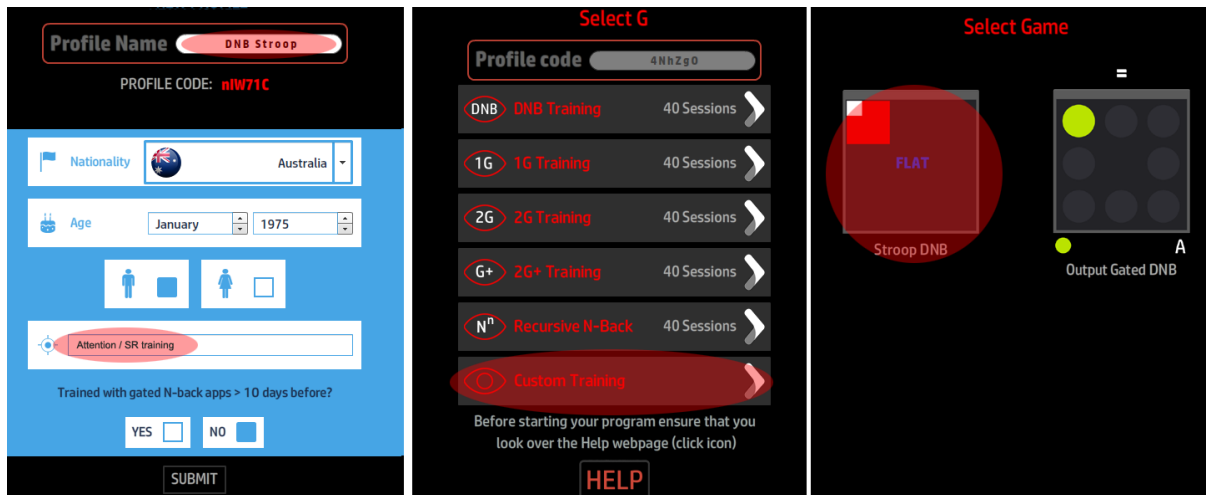 Profile Name DNB Stroop
PROFILE CODE: nIW71C
Nationality Australia
Age January 1975
Attention / SR training
Trained with gated N-back apps > 10 days before?
YES NO
SUBMIT
Select G
Profile code 4NhZgO
DNB DNB Training 40 Sessions
1G 1G Training 40 Sessions
2G 2G Training 40 Sessions
G+ 2G+ Training 40 Sessions
Nⁿ Recursive N-Back 40 Sessions
Custom Training
Before starting your program ensure that you
look over the Help webpage (click icon)
HELP
Select Game
=
FLAT
Stroop DNB
A
Output Gated DNB